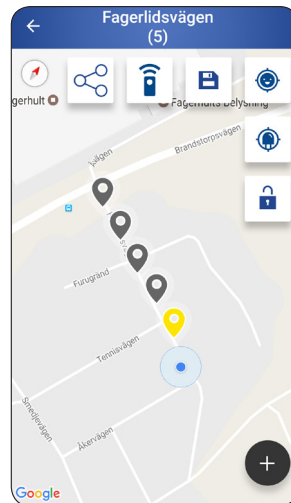 Fagerlidsvägen
(5)
gerhult
Fagerhults Belysning
Brandstorpsvägen
Furugränd
Tennisvägen
Smedjevägen
Åkervägen
Google